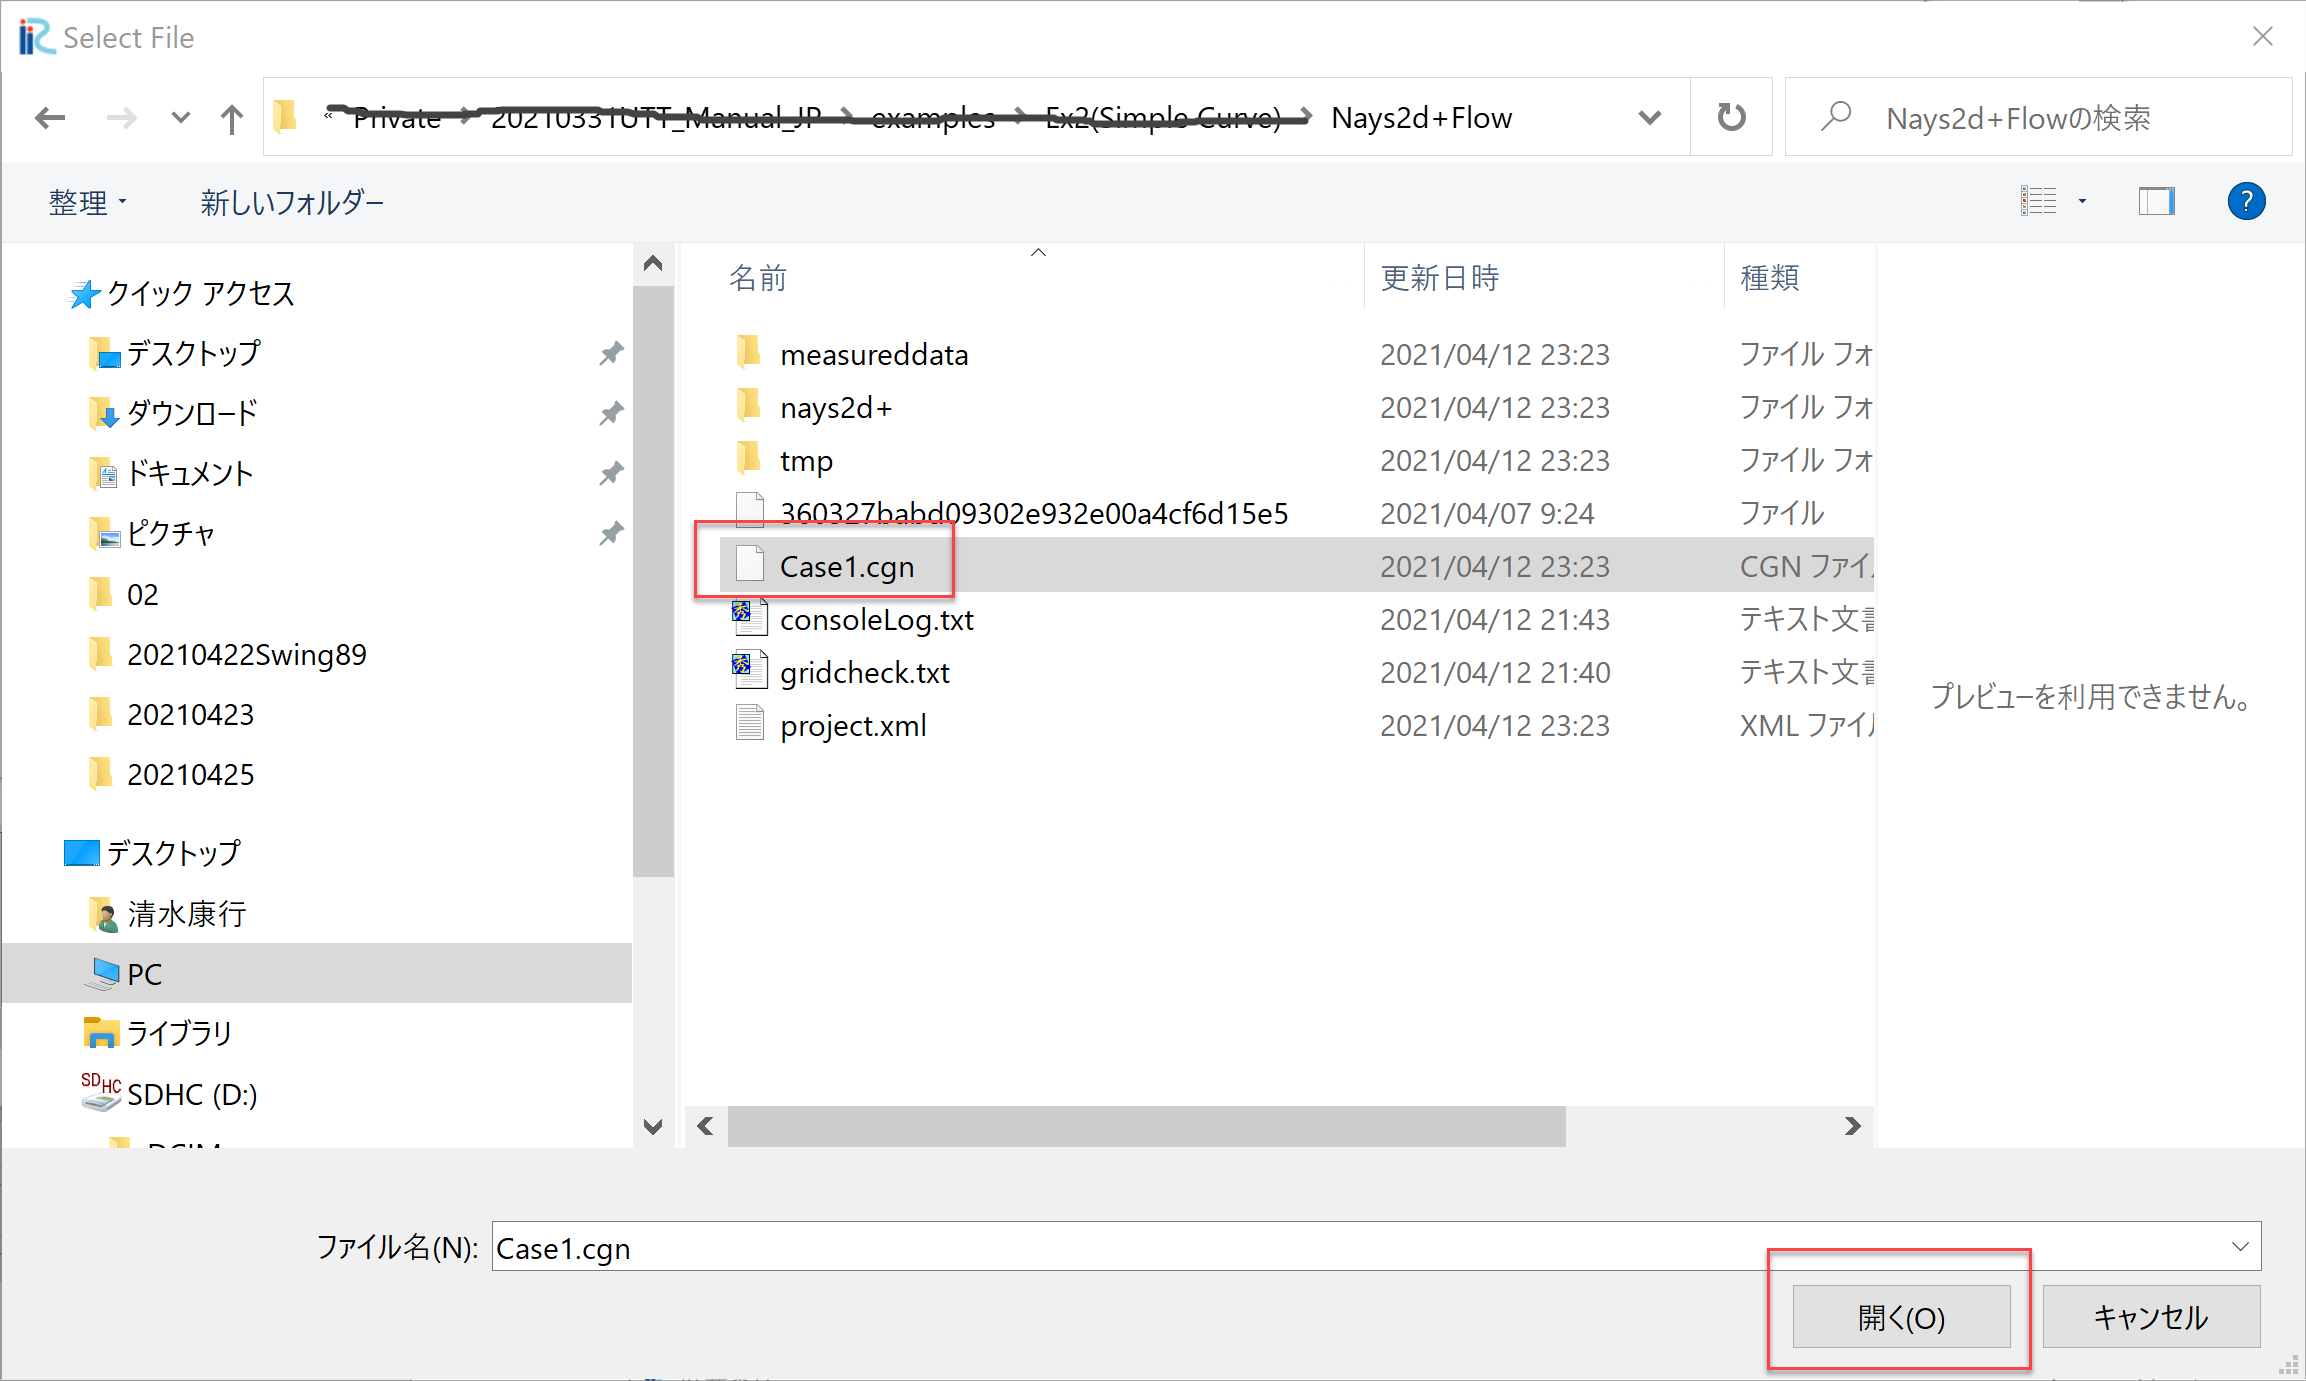 Select File
« Private > 20210331UTT_Manual_JP > examples > Ex2(Simple Curve) > Nays2d+Flow
Nays2d+Flowの検索
整理
新しいフォルダー
クイック アクセス
デスクトップ
ダウンロード
ドキュメント
ピクチャ
02
20210422Swing89
20210423
20210425
デスクトップ
清水康行
PC
ライブラリ
SDHC (D:)
名前 更新日時 種類
measureddata 2021/04/12 23:23 ファイル フォ
nays2d+ 2021/04/12 23:23 ファイル フォ
tmp 2021/04/12 23:23 ファイル フォ
360327babd09302e932e00a4cf6d15e5 2021/04/07 9:24 ファイル
Case1.cgn 2021/04/12 23:23 CGN ファイル
consoleLog.txt 2021/04/12 21:43 テキスト文書
gridcheck.txt 2021/04/12 21:40 テキスト文書
project.xml 2021/04/12 23:23 XML ファイル
プレビューを利用できません。
ファイル名(N): Case1.cgn
開く(O)
キャンセル